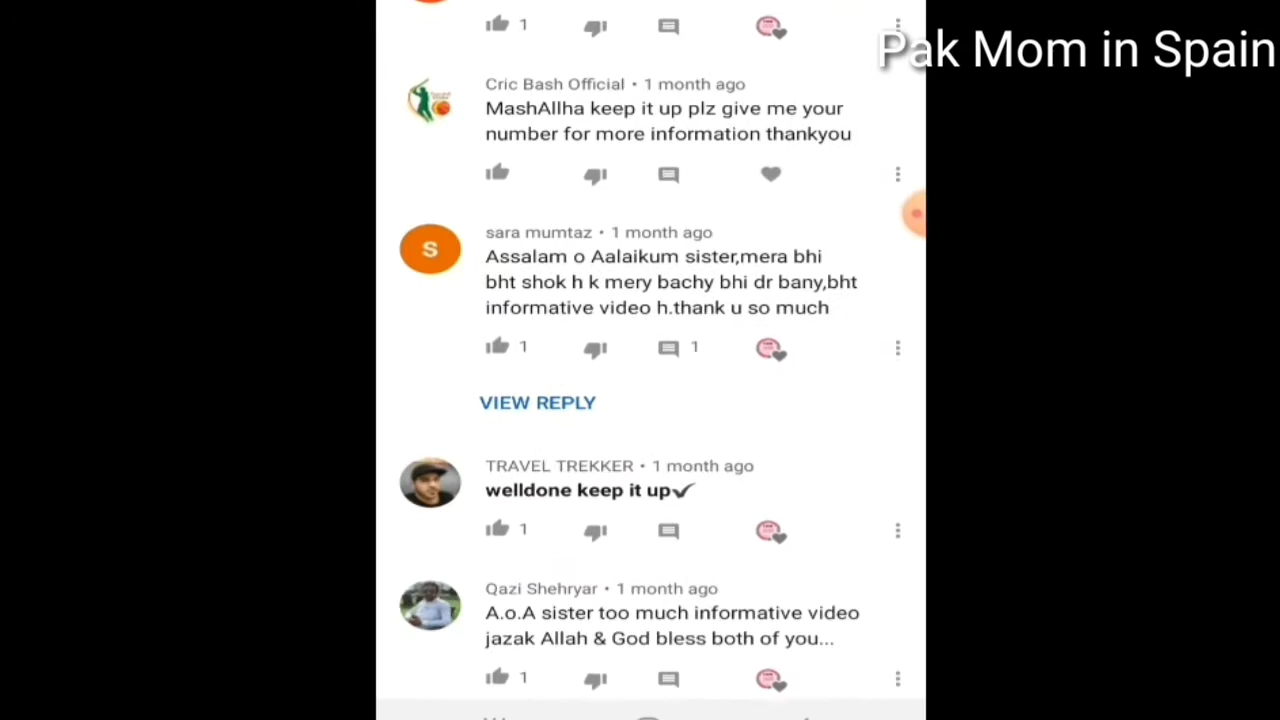 1
Pak Mom in Spain
Cric Bash Official • 1 month ago
MashAllha keep it up plz give me your
number for more information thankyou
sara mumtaz • 1 month ago
S
Assalam o Aalaikum sister,mera bhi
bht shok h k mery bachy bhi dr bany,bht
informative video h.thank u so much
1 1
VIEW REPLY
TRAVEL TREKKER • 1 month ago
welldone keep it up✔
1
Qazi Shehryar • 1 month ago
A.o.A sister too much informative video
jazak Allah & God bless both of you...
1